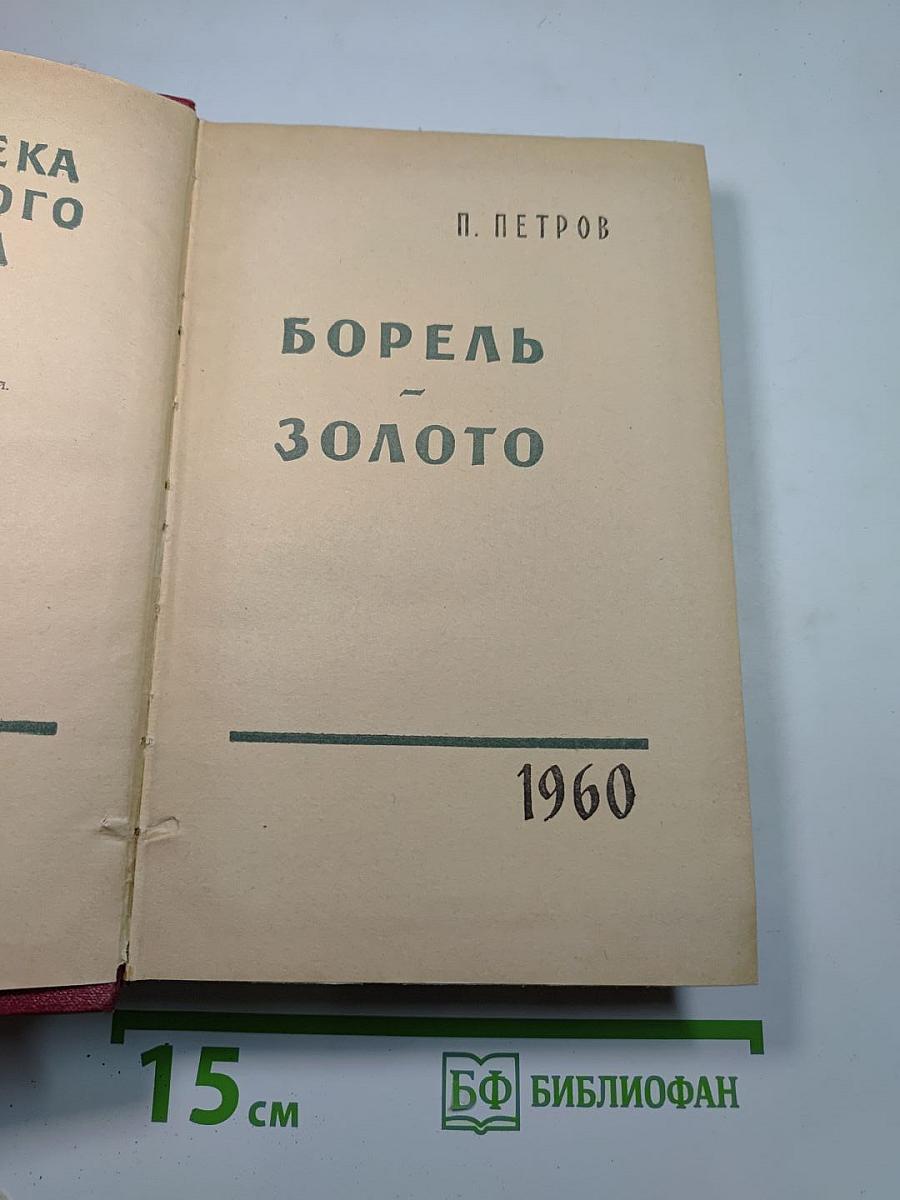 ЕКА
ОГО
А
л.
П. ПЕТРОВ
БОРЕЛЬ
-
ЗОЛОТО
1960
15 см
БФ БИБЛИОФАН